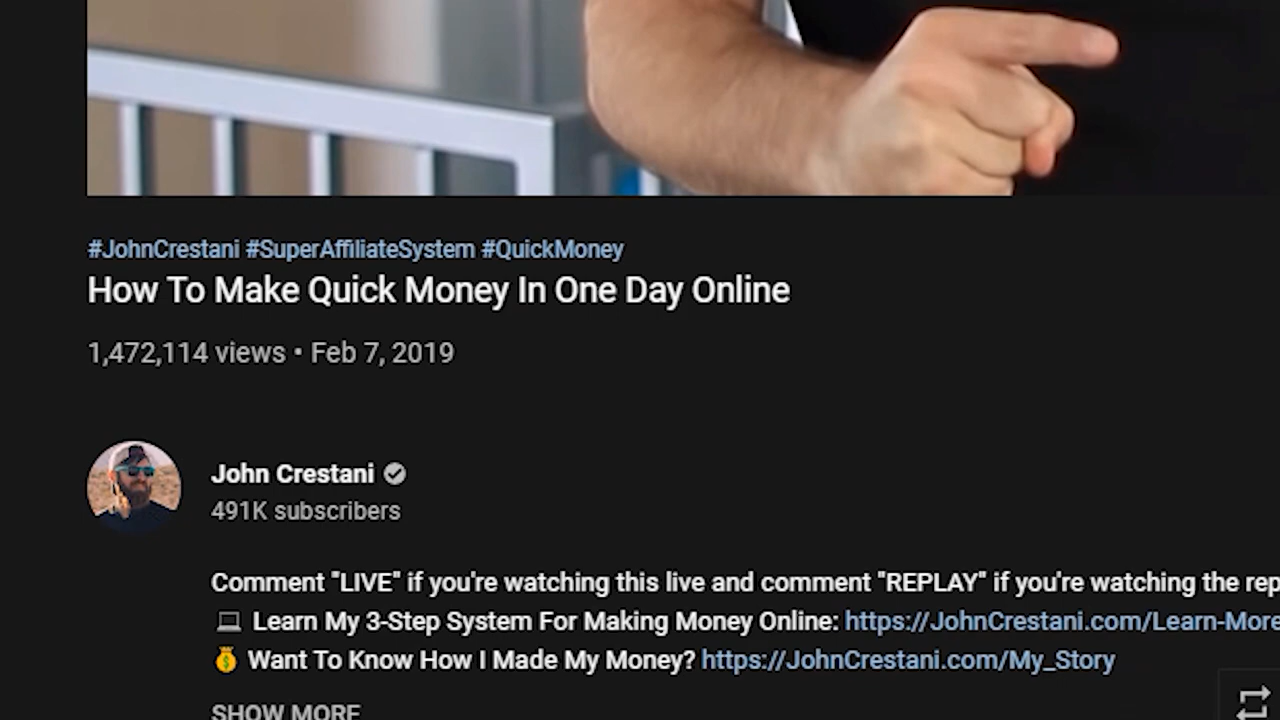 #JohnCrestani #SuperAffiliateSystem #QuickMoney
How To Make Quick Money In One Day Online
1,472,114 views • Feb 7, 2019
John Crestani
491K subscribers
Comment "LIVE" if you're watching this live and comment "REPLAY" if you're watching the rep
Learn My 3-Step System For Making Money Online: https://JohnCrestani.com/Learn-More
Want To Know How I Made My Money? https://JohnCrestani.com/My_Story
SHOW MORE